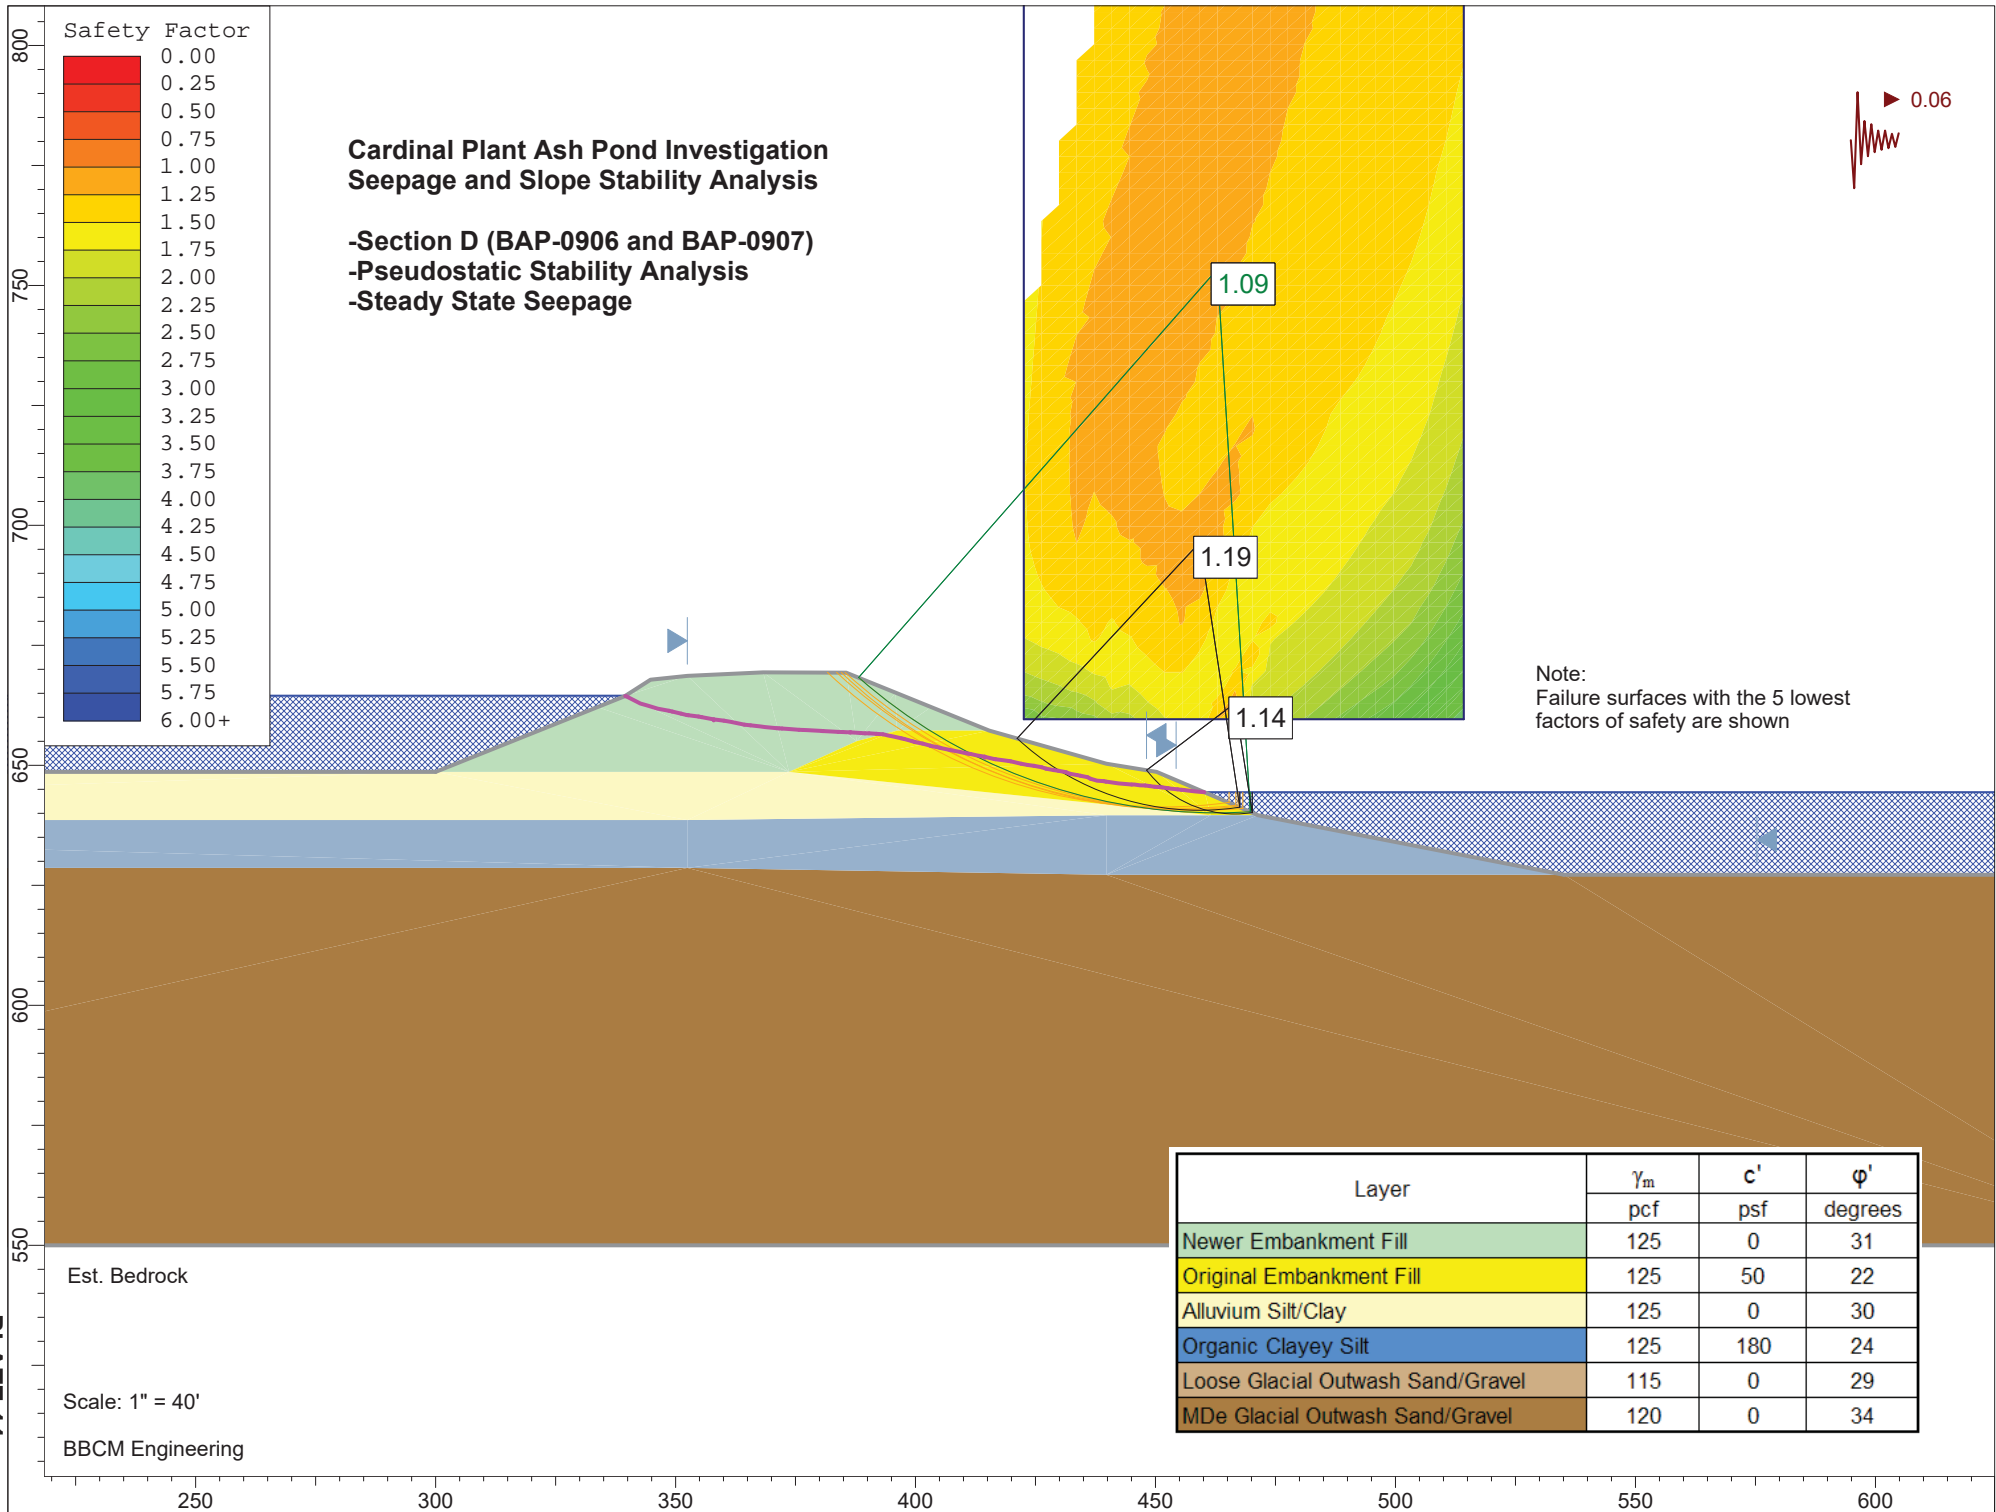 Safety Factor
0.00
0.25
0.50
0.75
1.00
1.25
1.50
1.75
2.00
2.25
2.50
2.75
3.00
3.25
3.50
3.75
4.00
4.25
4.50
4.75
5.00
5.25
5.50
5.75
6.00+
Cardinal Plant Ash Pond Investigation
Seepage and Slope Stability Analysis
-Section D (BAP-0906 and BAP-0907)
-Pseudostatic Stability Analysis
-Steady State Seepage
0.06
1.09
1.19
1.14
Note:
Failure surfaces with the 5 lowest
factors of safety are shown
800
750
700
650
600
550
Est. Bedrock
Scale: 1" = 40'
BBCM Engineering
Layer γm c' φ'
pcf psf degrees
Newer Embankment Fill 125 0 31
Original Embankment Fill 125 50 22
Alluvium Silt/Clay 125 0 30
Organic Clayey Silt 125 180 24
Loose Glacial Outwash Sand/Gravel 115 0 29
MDe Glacial Outwash Sand/Gravel 120 0 34
250 300 350 400 450 500 550 600